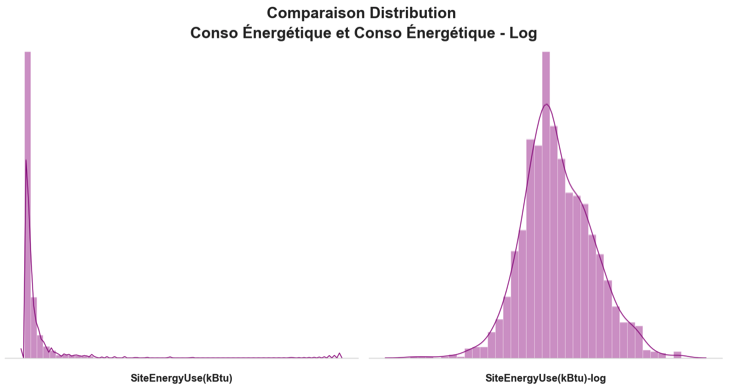 Comparaison Distribution
Conso Énergétique et Conso Énergétique - Log
SiteEnergyUse(kBtu)
SiteEnergyUse(kBtu)-log